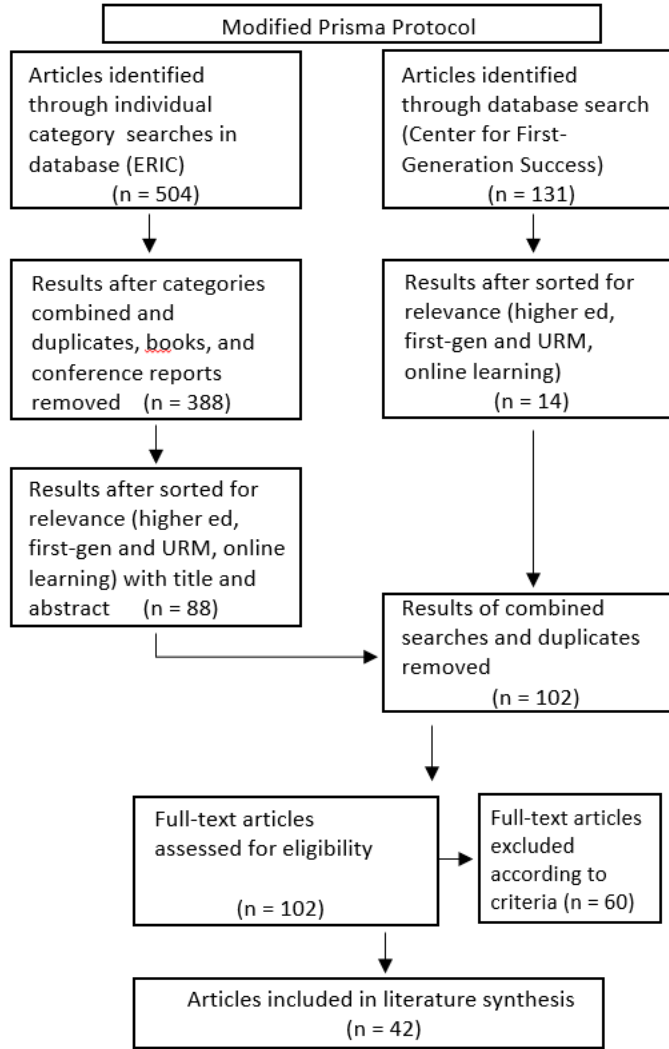 Modified Prisma Protocol
Articles identified
through individual
category searches in
database (ERIC)
(n = 504)
Articles identified
through database search
(Center for First-
Generation Success)
(n = 131)
Results after categories
combined and
duplicates, books, and
conference reports
removed (n = 388)
Results after sorted for
relevance (higher ed,
first-gen and URM,
online learning)
(n = 14)
Results after sorted for
relevance (higher ed,
first-gen and URM, online
learning) with title and
abstract (n = 88)
Results of combined
searches and duplicates
removed
(n = 102)
Full-text articles
assessed for eligibility
(n = 102)
Full-text articles
excluded
according to
criteria (n = 60)
Articles included in literature synthesis
(n = 42)